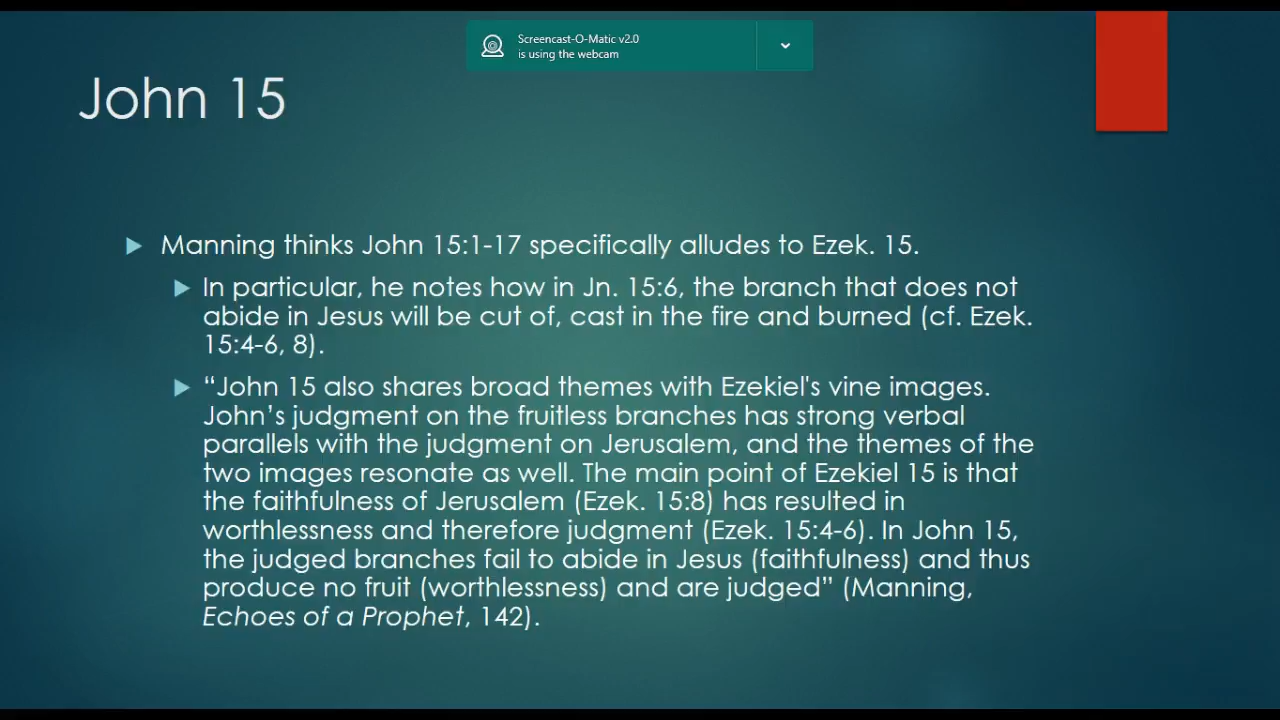 Screencast-O-Matic v2.0
is using the webcam
John 15
Manning thinks John 15:1-17 specifically alludes to Ezek. 15.
In particular, he notes how in Jn. 15:6, the branch that does not
abide in Jesus will be cut of, cast in the fire and burned (cf. Ezek.
15:4-6, 8).
“John 15 also shares broad themes with Ezekiel's vine images.
John’s judgment on the fruitless branches has strong verbal
parallels with the judgment on Jerusalem, and the themes of the
two images resonate as well. The main point of Ezekiel 15 is that
the faithfulness of Jerusalem (Ezek. 15:8) has resulted in
worthlessness and therefore judgment (Ezek. 15:4-6). In John 15,
the judged branches fail to abide in Jesus (faithfulness) and thus
produce no fruit (worthlessness) and are judged” (Manning,
Echoes of a Prophet, 142).